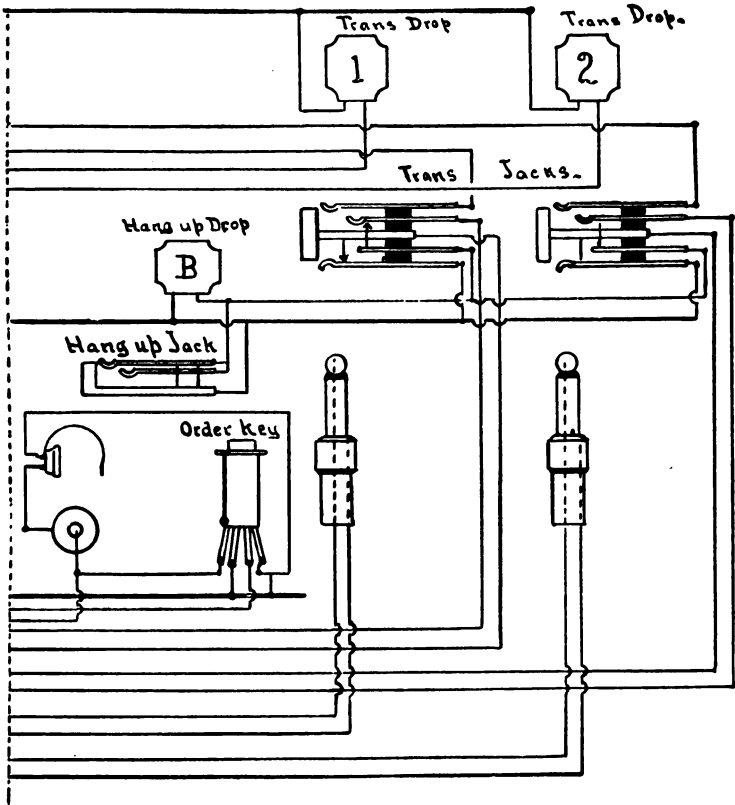 Trans Drop
Trans Drop.
1
2
Trans Jacks.
Hang up Drop
B
Hang up Jack
Order Key